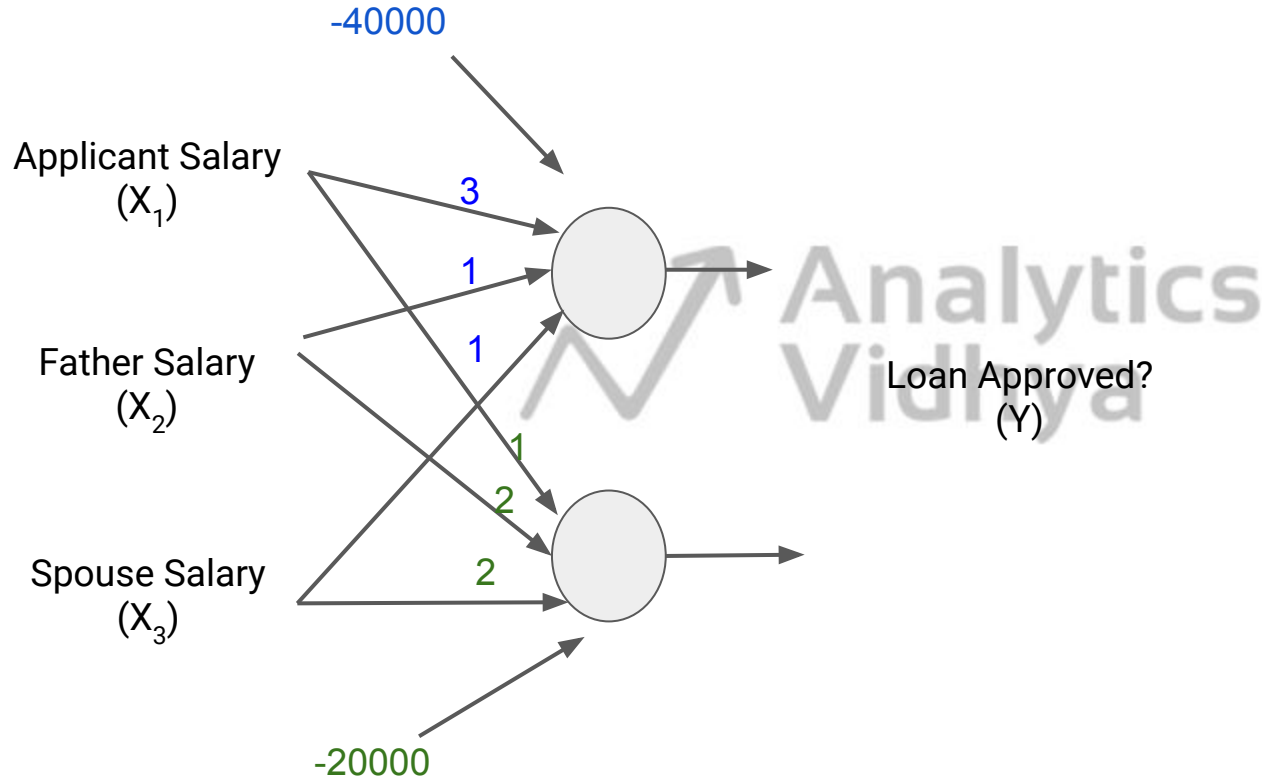 -40000
Applicant Salary
(X1)
3
1
1
Father Salary
(X2)
Analytics
Vidhya
Loan Approved?
(Y)
1
2
Spouse Salary
(X3)
2
-20000